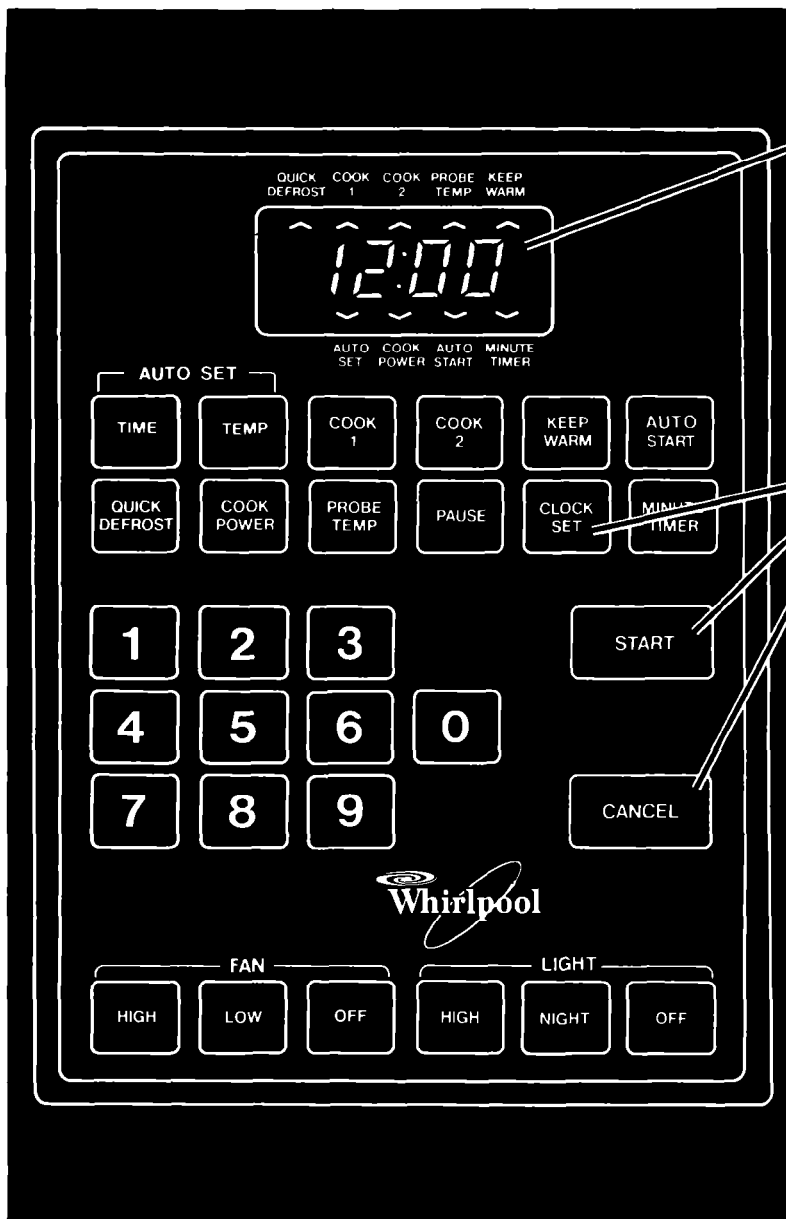 QUICK COOK COOK PROBE KEEP
DEFROST 1 2 TEMP WARM
12:00
AUTO COOK AUTO MINUTE
SET POWER START TIMER
AUTO SET
TIME TEMP COOK COOK KEEP AUTO
1 2 WARM START
QUICK COOK PROBE PAUSE CLOCK MINUTE
DEFROST POWER TEMP SET TIMER
1 2 3 START
4 5 6 0
7 8 9 CANCEL
Whirlpool
FAN LIGHT
HIGH LOW OFF HIGH NIGHT OFF